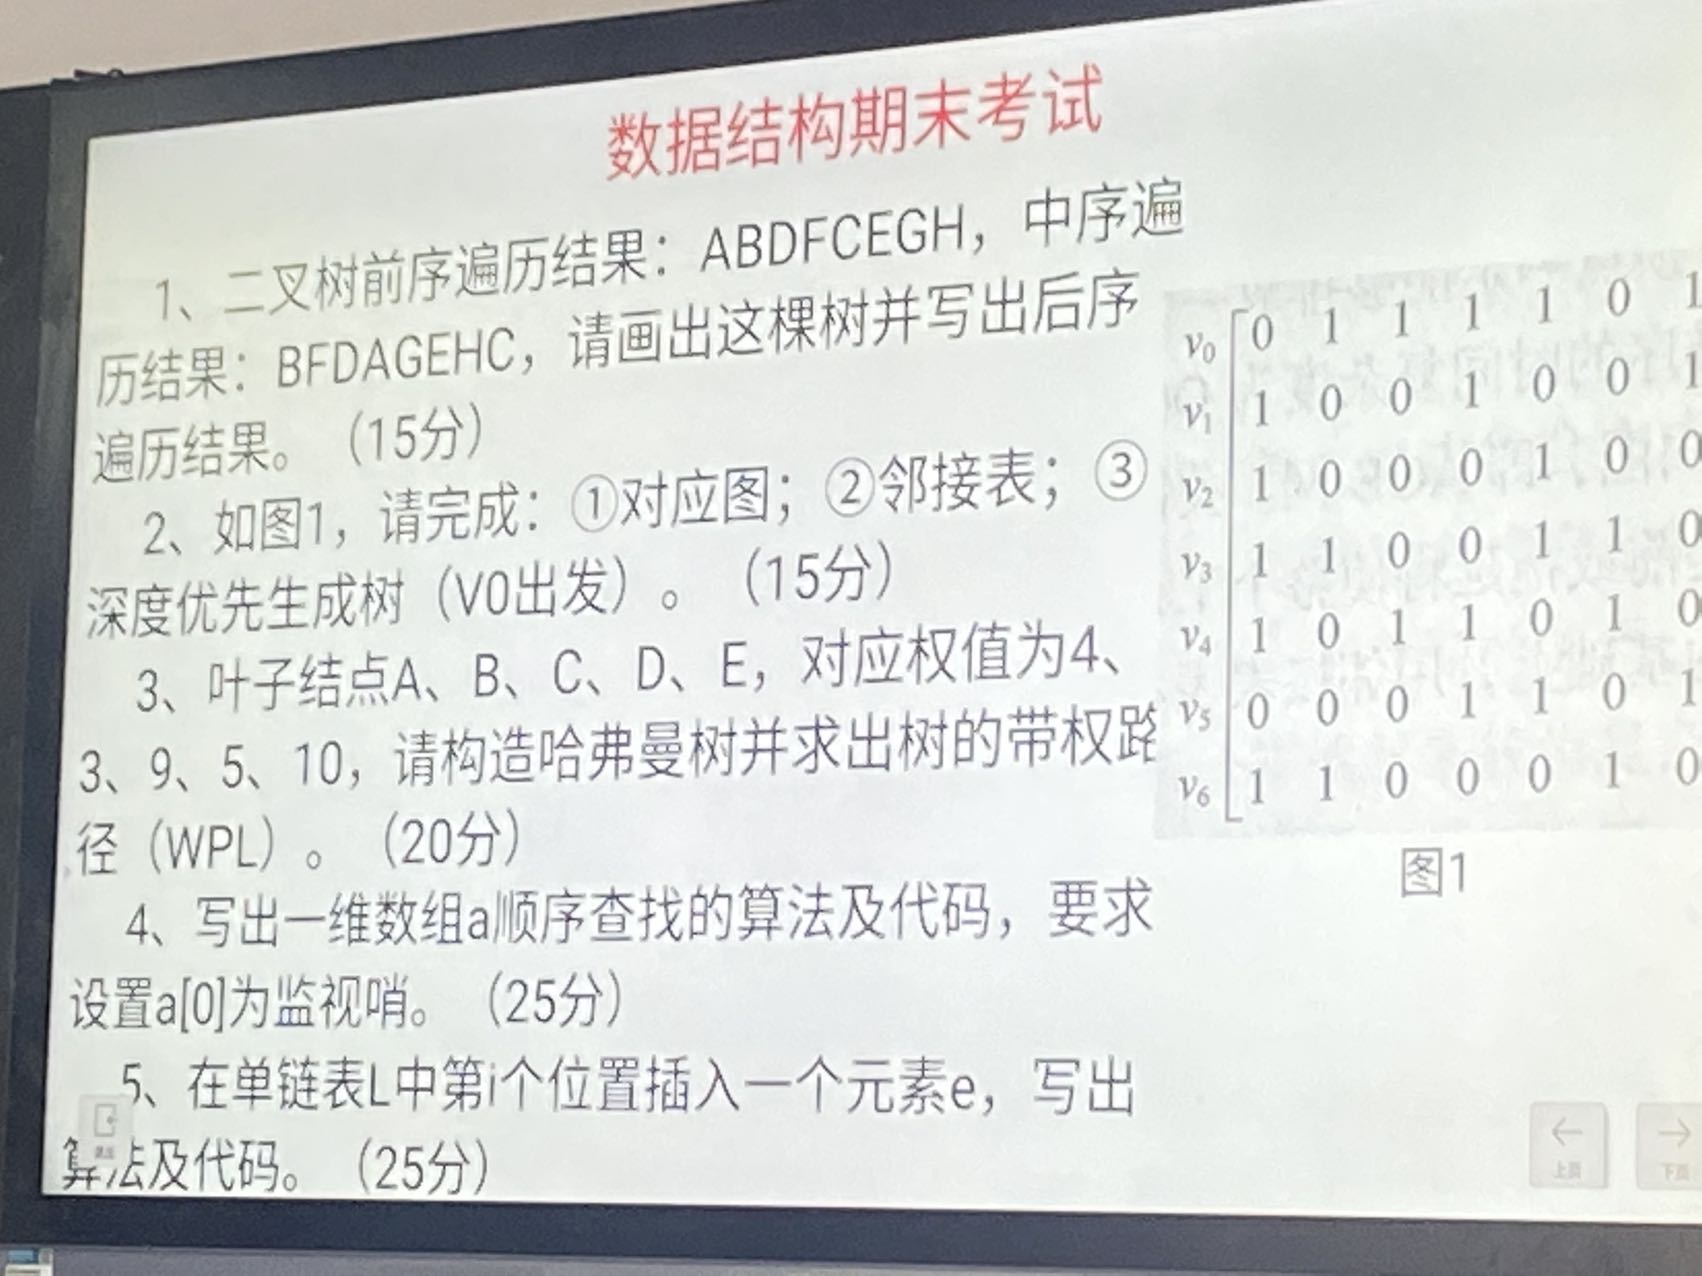 数据结构期末考试
1、二叉树前序遍历结果：ABDFCEGH，中序遍
历结果：BFDAGEHC，请画出这棵树并写出后序
遍历结果。（15分）
2、如图1，请完成：①对应图；②邻接表；③
深度优先生成树（V0出发）。（15分）
3、叶子结点A、B、C、D、E，对应权值为4、
3、9、5、10，请构造哈弗曼树并求出树的带权路
径（WPL）。（20分）
4、写出一维数组a顺序查找的算法及代码，要求
设置a[0]为监视哨。（25分）
5、在单链表L中第i个位置插入一个元素e，写出
算法及代码。（25分）
v0 0 1 1 1 1 0 1
v1 1 0 0 1 0 0 1
v2 1 0 0 0 1 0 0
v3 1 1 0 0 1 1 0
v4 1 0 1 1 0 1 0
v5 0 0 0 1 1 0 1
v6 1 1 0 0 0 1 0
图1
上页
下页